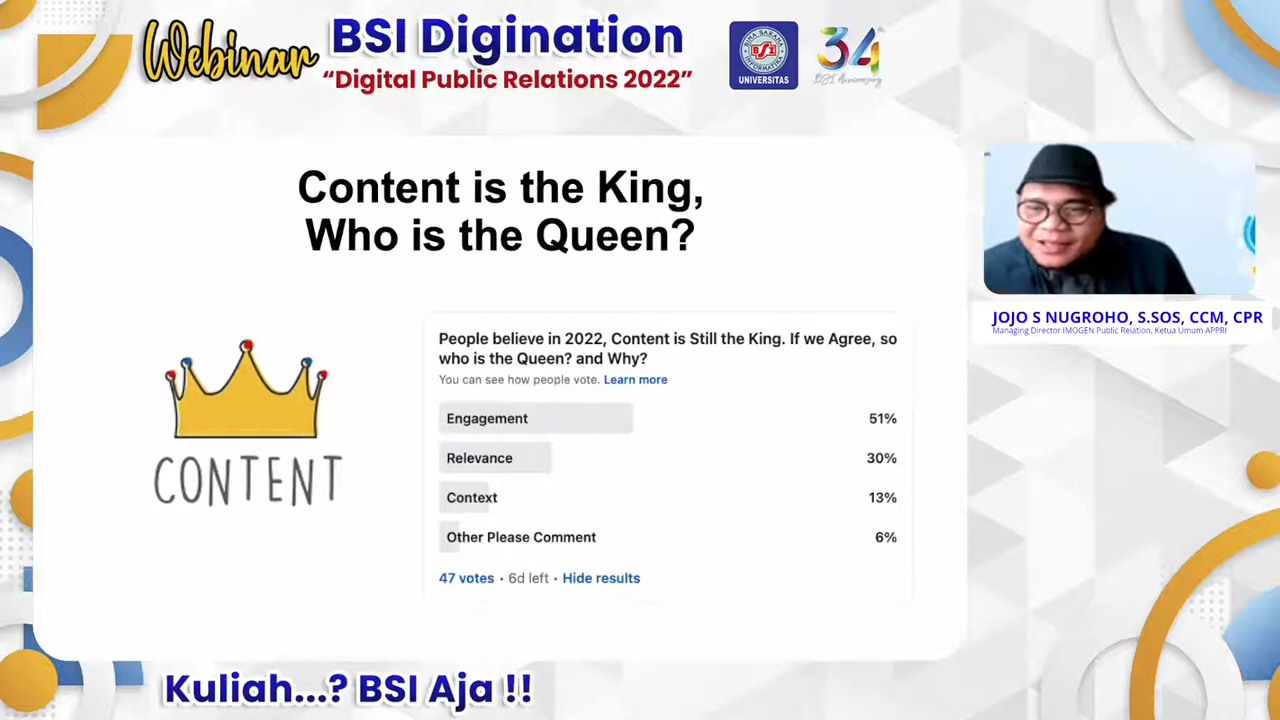 Webinar
BSI Digination
“Digital Public Relations 2022”
BSI
UNIVERSITAS
34
BSI Anniversary
Content is the King,
Who is the Queen?
CONTENT
People believe in 2022, Content is Still the King. If we Agree, so
who is the Queen? and Why?
You can see how people vote. Learn more
Engagement 51%
Relevance 30%
Context 13%
Other Please Comment 6%
47 votes • 6d left • Hide results
JOJO S NUGROHO, S.SOS, CCM, CPR
Managing Director IMOGEN Public Relation, Ketua Umum APPRI
Kuliah...? BSI Aja !!